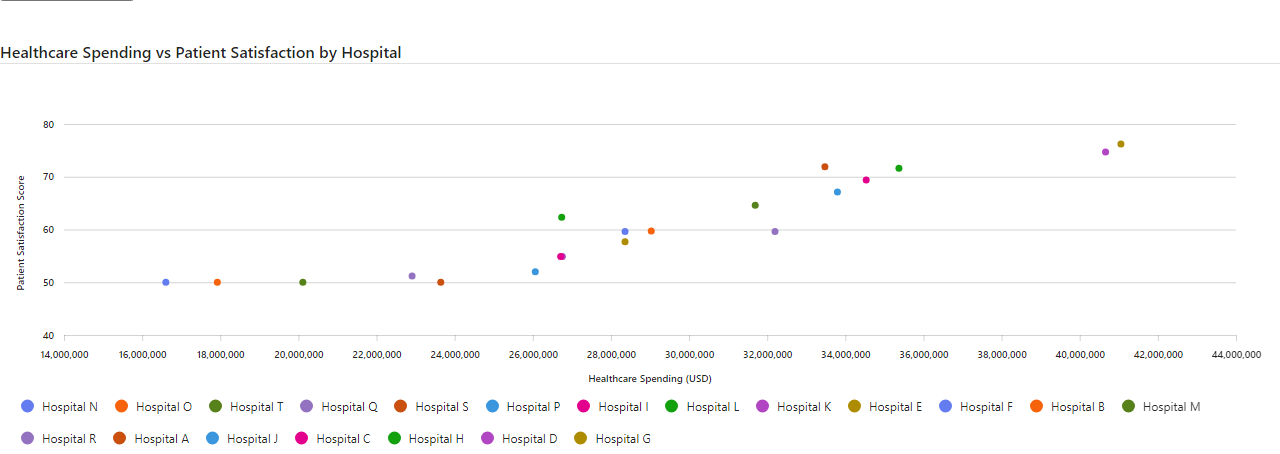 Healthcare Spending vs Patient Satisfaction by Hospital
80
70
60
50
40
Patient Satisfaction Score
14,000,000 16,000,000 18,000,000 20,000,000 22,000,000 24,000,000 26,000,000 28,000,000 30,000,000 32,000,000 34,000,000 36,000,000 38,000,000 40,000,000 42,000,000 44,000,000
Healthcare Spending (USD)
Hospital N Hospital O Hospital T Hospital Q Hospital S Hospital P Hospital I Hospital L Hospital K Hospital E Hospital F Hospital B Hospital M
Hospital R Hospital A Hospital J Hospital C Hospital H Hospital D Hospital G